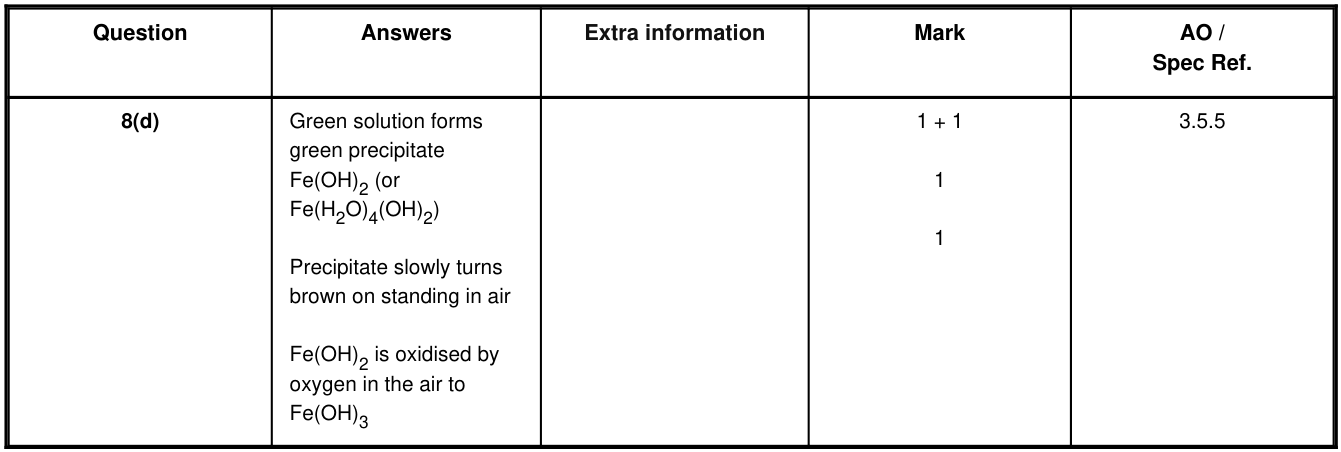 Question Answers Extra information Mark AO /
Spec Ref.
8(d) Green solution forms 1 + 1 3.5.5
green precipitate
Fe(OH)₂ (or 1
Fe(H₂O)₄(OH)₂)
1
Precipitate slowly turns
brown on standing in air
Fe(OH)₂ is oxidised by
oxygen in the air to
Fe(OH)₃